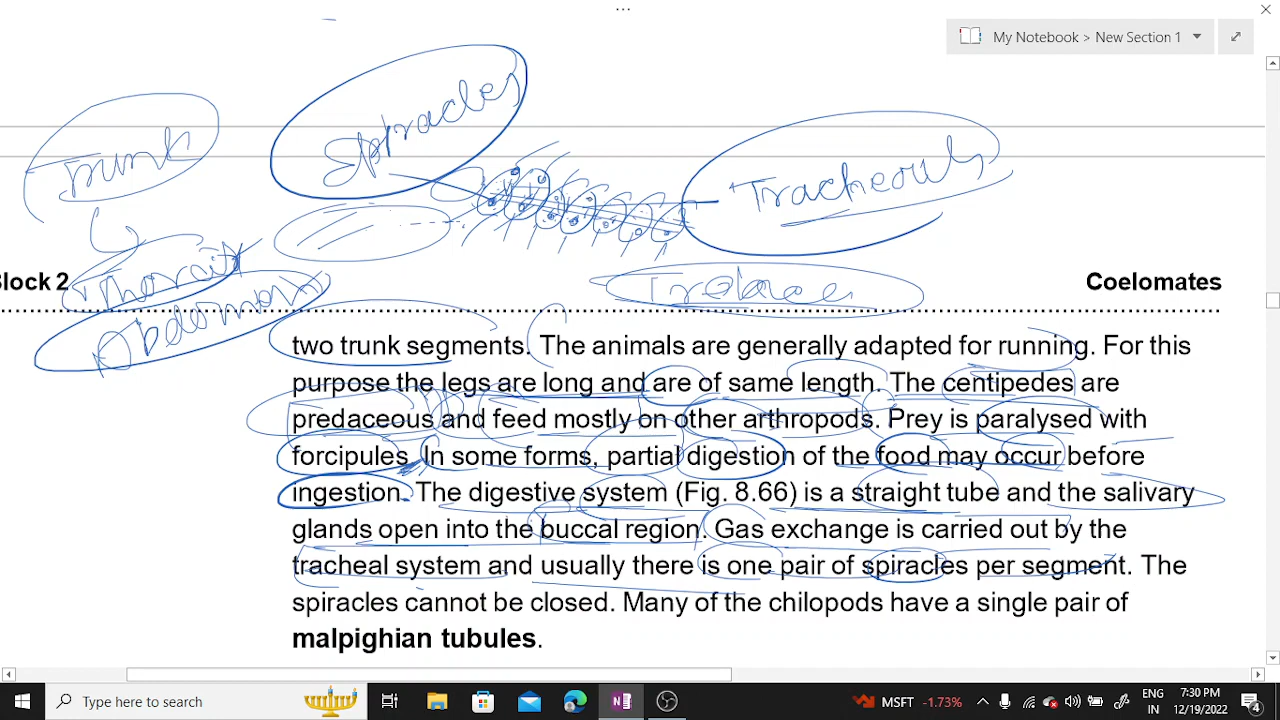 ...
My Notebook > New Section 1
Spiracles
Trunk
Tracheouls
Block 2
Coelomates
Abdomen
two trunk segments. The animals are generally adapted for running. For this
purpose the legs are long and are of same length. The centipedes are
predaceous and feed mostly on other arthropods. Prey is paralysed with
forcipules. In some forms, partial digestion of the food may occur before
ingestion. The digestive system (Fig. 8.66) is a straight tube and the salivary
glands open into the buccal region. Gas exchange is carried out by the
tracheal system and usually there is one pair of spiracles per segment. The
spiracles cannot be closed. Many of the chilopods have a single pair of
malpighian tubules.
Type here to search
MSFT -1.73%
ENG
IN
7:30 PM
12/19/2022
4